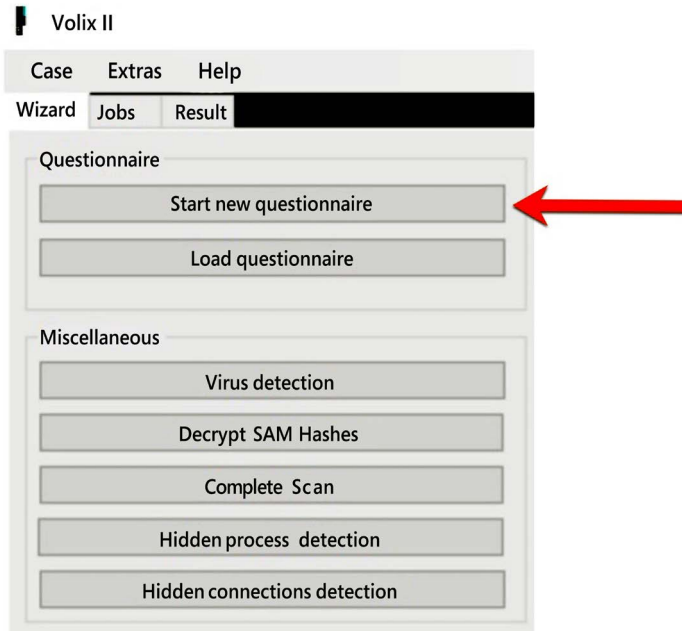 Volix II
Case Extras Help
Wizard Jobs Result
Questionnaire
Start new questionnaire
Load questionnaire
Miscellaneous
Virus detection
Decrypt SAM Hashes
Complete Scan
Hidden process detection
Hidden connections detection